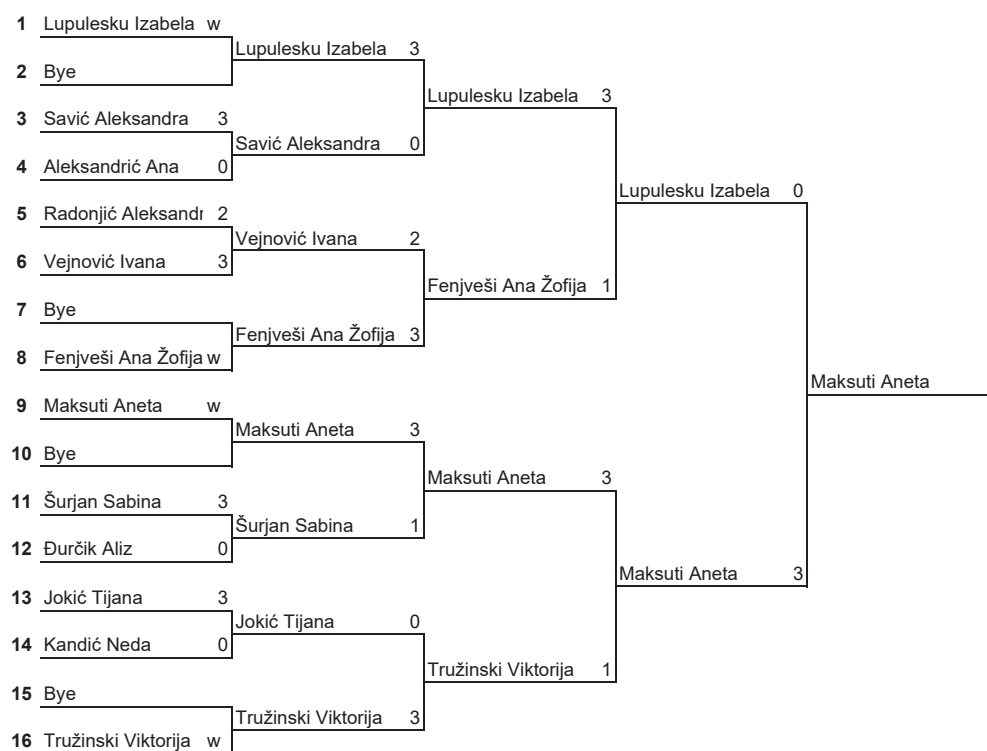 1 Lupulesku Izabela w
Lupulesku Izabela 3
2 Bye
Lupulesku Izabela 3
3 Savić Aleksandra 3
Savić Aleksandra 0
4 Aleksandrić Ana 0
Lupulesku Izabela 0
5 Radonjić Aleksandr 2
Vejnović Ivana 2
6 Vejnović Ivana 3
Fenjveši Ana Žofija 1
7 Bye
Fenjveši Ana Žofija 3
8 Fenjveši Ana Žofija w
Maksuti Aneta
9 Maksuti Aneta w
Maksuti Aneta 3
10 Bye
Maksuti Aneta 3
11 Šurjan Sabina 3
Šurjan Sabina 1
12 Đurčik Aliz 0
Maksuti Aneta 3
13 Jokić Tijana 3
Jokić Tijana 0
14 Kandić Neda 0
Tružinski Viktorija 1
15 Bye
Tružinski Viktorija 3
16 Tružinski Viktorija w